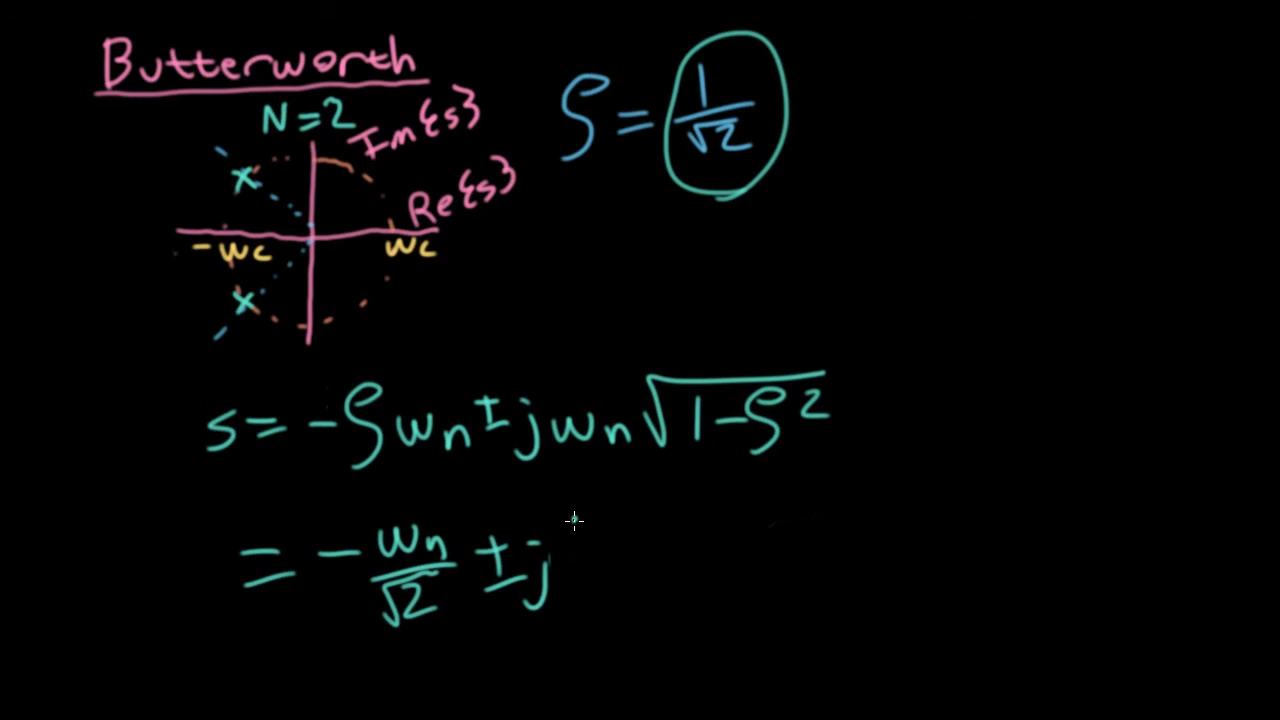 Butterworth
N=2
Im{s}
Re{s}
-ωc
ωc
ζ = 1/√2
s = -ζωn ± jωn√(1-ζ²)
= -ωn/√2 ± j